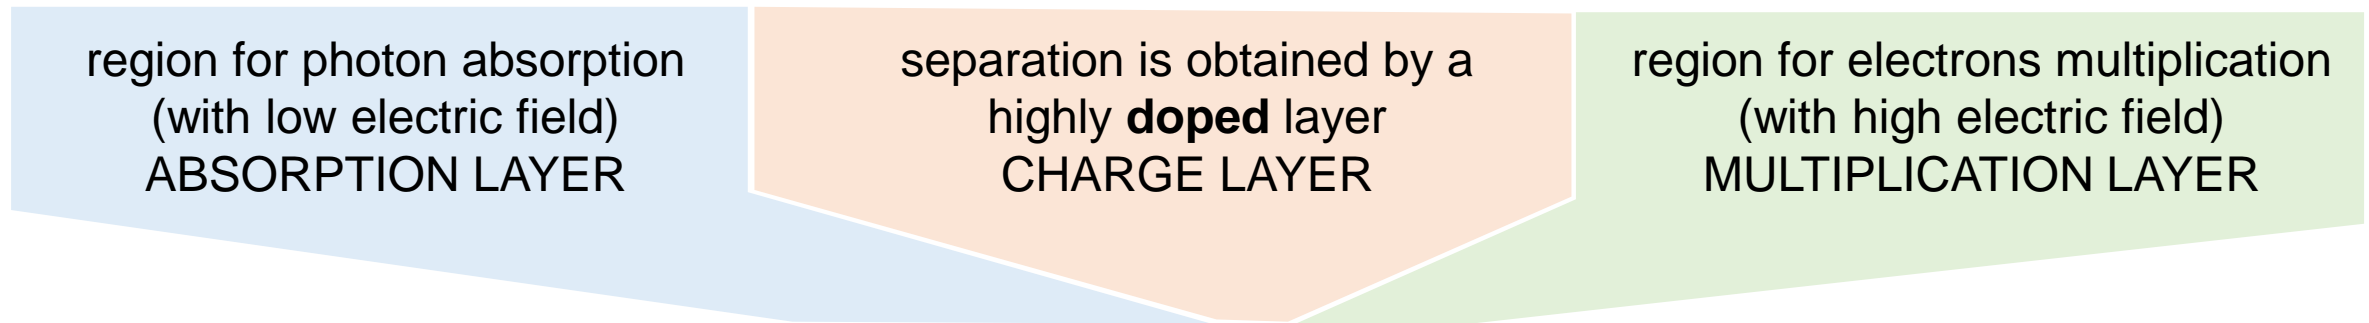 region for photon absorption
(with low electric field)
ABSORPTION LAYER
separation is obtained by a
highly doped layer
CHARGE LAYER
region for electrons multiplication
(with high electric field)
MULTIPLICATION LAYER